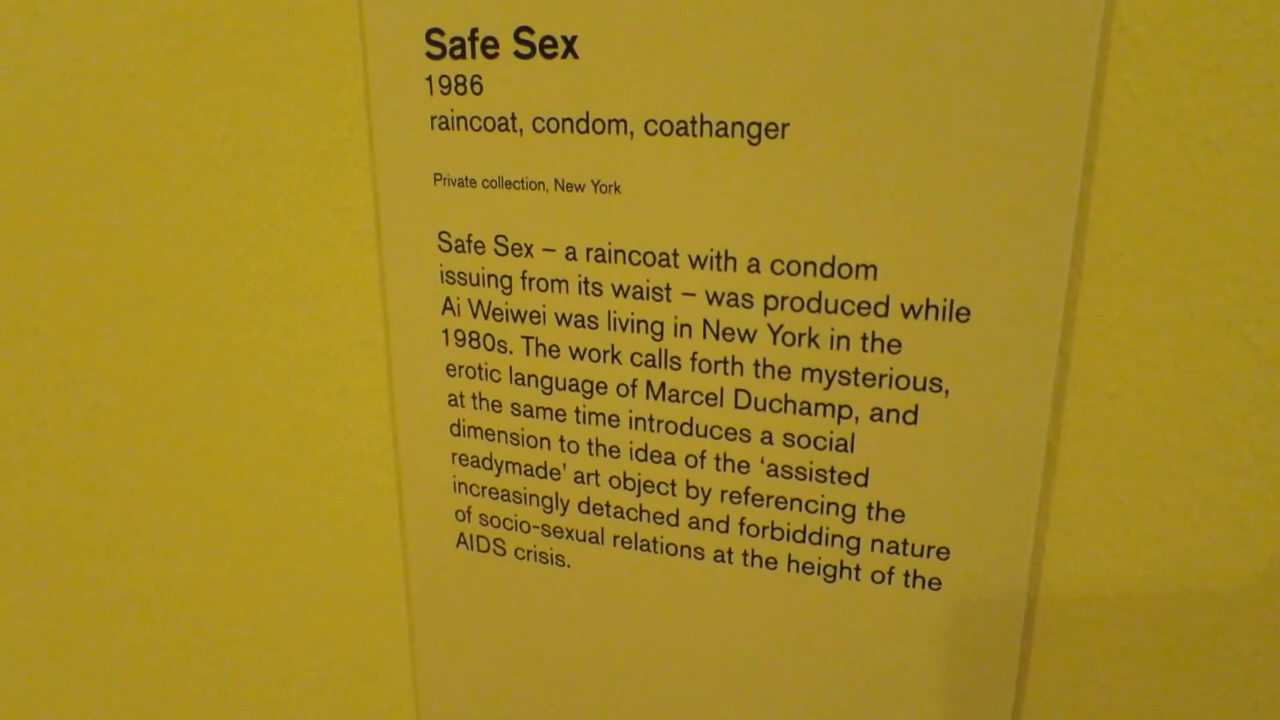 Safe Sex
1986
raincoat, condom, coathanger
Private collection, New York
Safe Sex – a raincoat with a condom
issuing from its waist – was produced while
Ai Weiwei was living in New York in the
1980s. The work calls forth the mysterious,
erotic language of Marcel Duchamp, and
at the same time introduces a social
dimension to the idea of the ‘assisted
readymade’ art object by referencing the
increasingly detached and forbidding nature
of socio-sexual relations at the height of the
AIDS crisis.